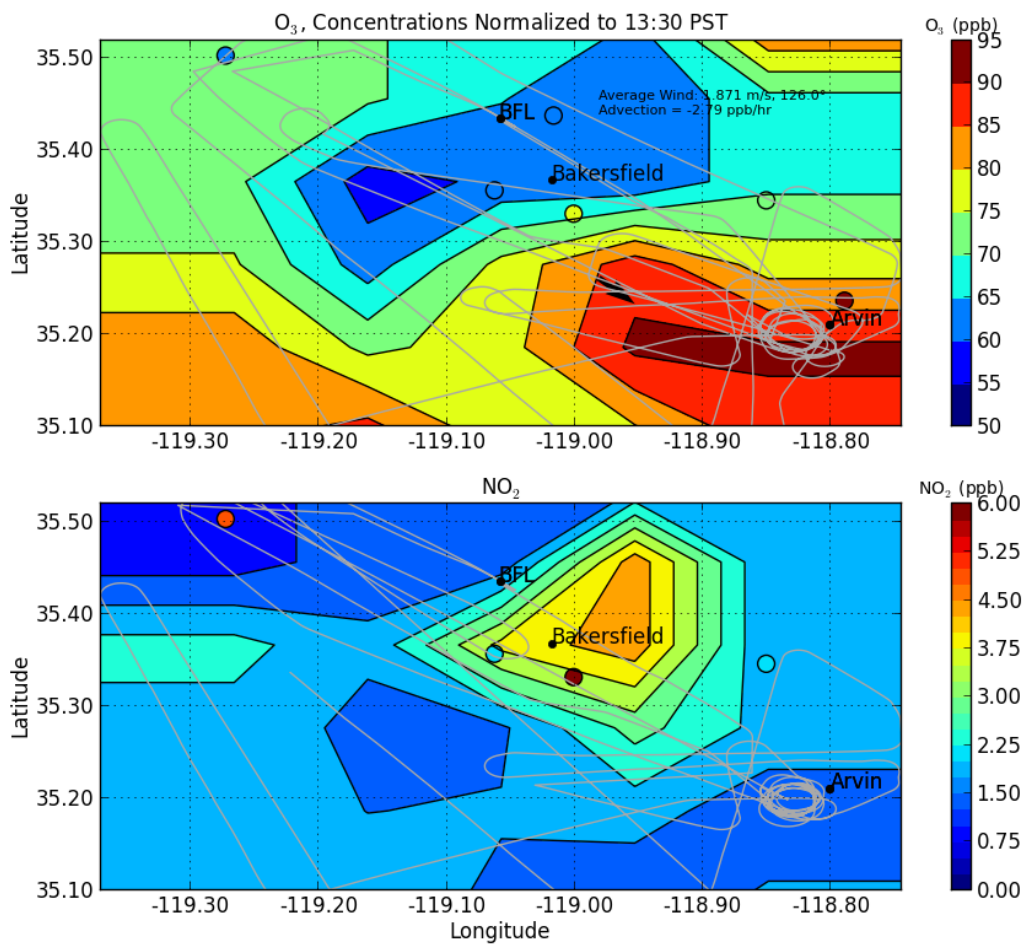 O₃, Concentrations Normalized to 13:30 PST
O₃ (ppb)
Latitude
35.50
35.40
35.30
35.20
35.10
Average Wind: 1.871 m/s, 126.0°
Advection = -2.79 ppb/hr
BFL
Bakersfield
Arvin
-119.30 -119.20 -119.10 -119.00 -118.90 -118.80
95
90
85
80
75
70
65
60
55
50
NO₂
NO₂ (ppb)
Latitude
35.50
35.40
35.30
35.20
35.10
BFL
Bakersfield
Arvin
-119.30 -119.20 -119.10 -119.00 -118.90 -118.80
Longitude
6.00
5.25
4.50
3.75
3.00
2.25
1.50
0.75
0.00